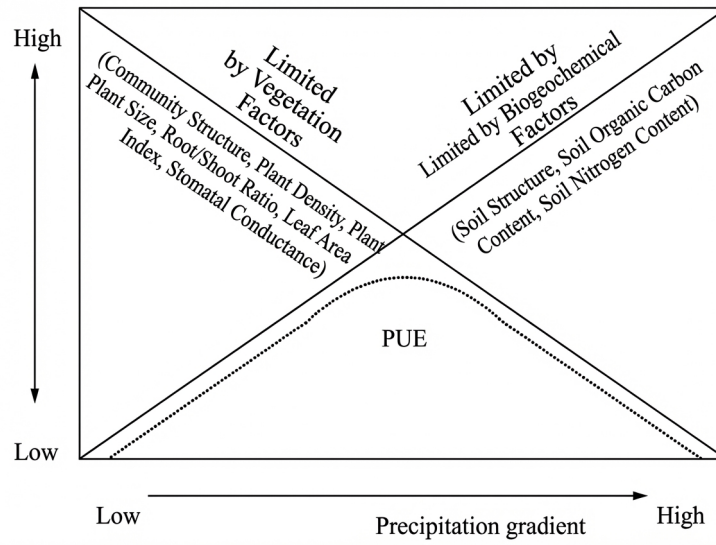 High
Limited
by Vegetation
Factors
(Community Structure, Plant Density, Plant
Plant Size, Root/Shoot Ratio, Leaf Area
Index, Stomatal Conductance)
Limited by
Limited by Biogeochemical
Factors
(Soil Structure, Soil Organic Carbon
Content, Soil Nitrogen Content)
PUE
Low
Low
Precipitation gradient
High